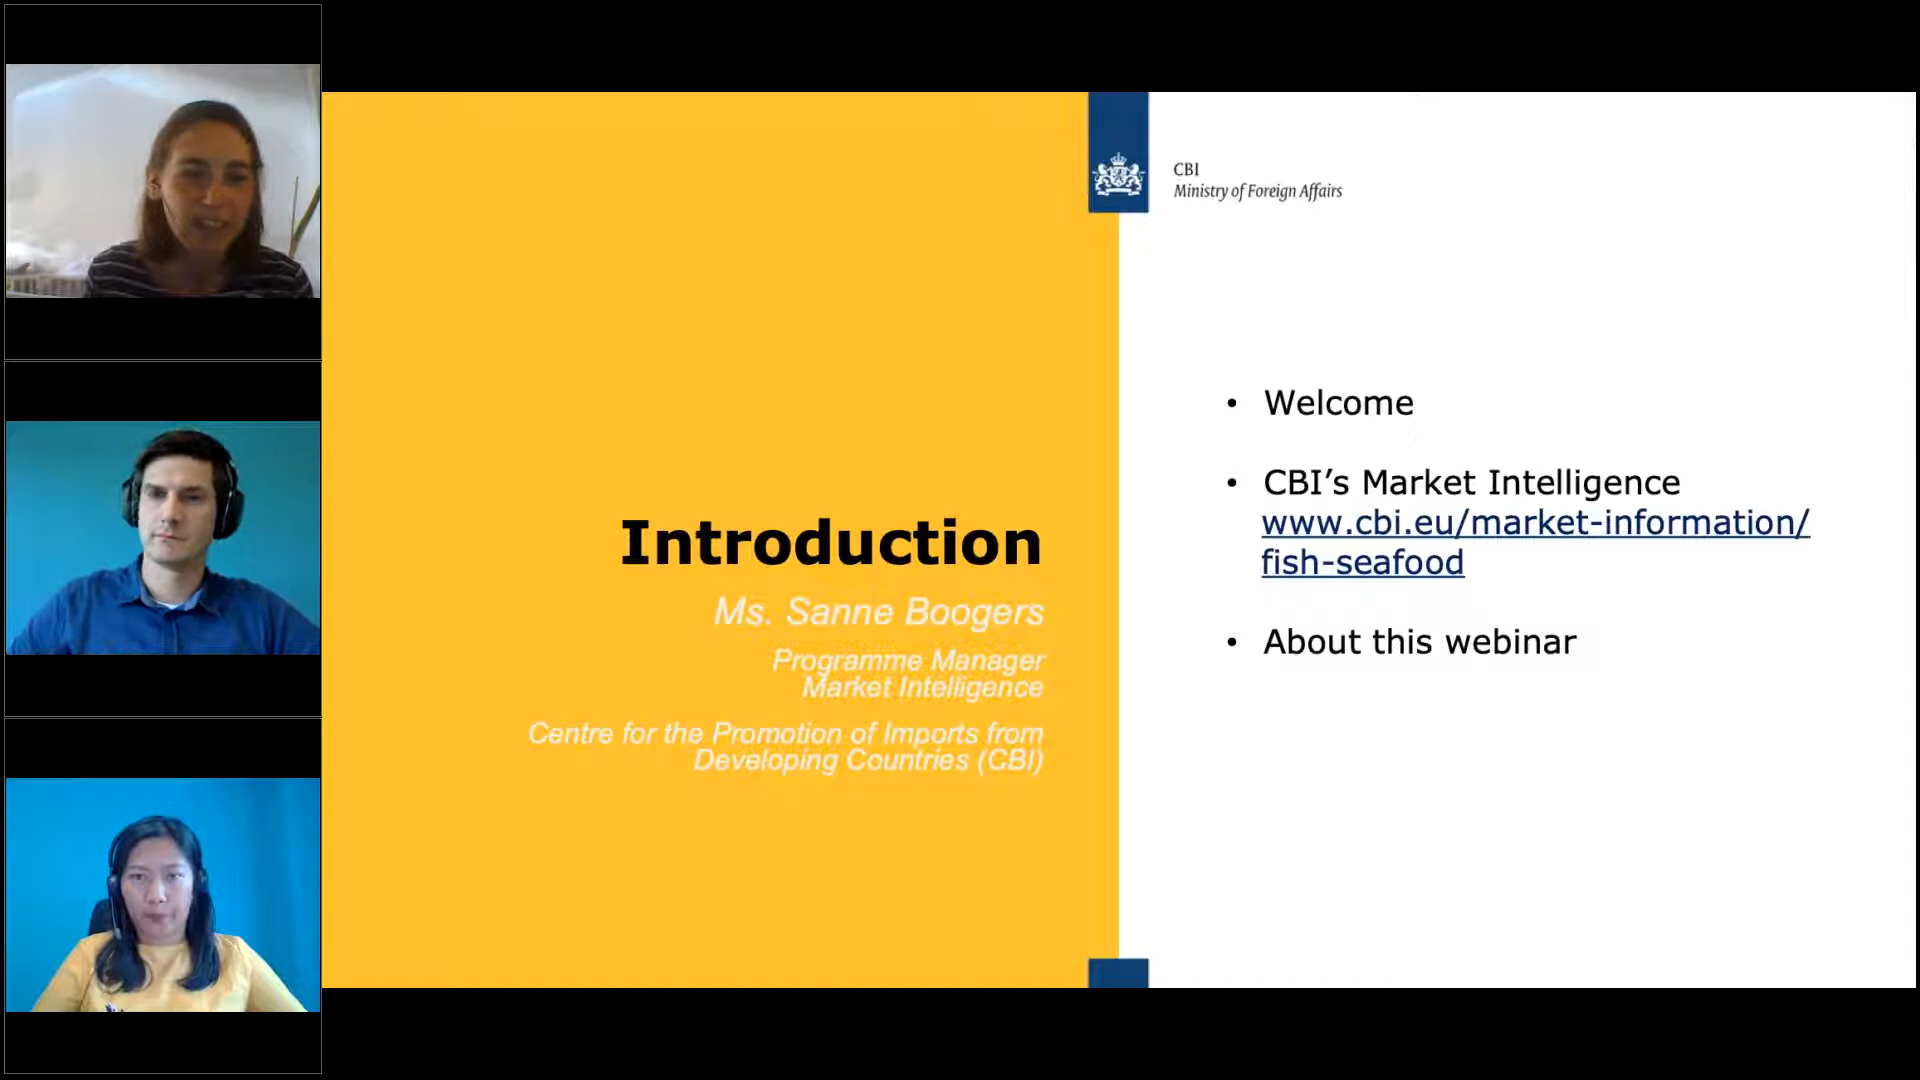 Introduction
Ms. Sanne Boogers
Programme Manager
Market Intelligence
Centre for the Promotion of Imports from
Developing Countries (CBI)
CBI
Ministry of Foreign Affairs
• Welcome
• CBI’s Market Intelligence
www.cbi.eu/market-information/
fish-seafood
• About this webinar